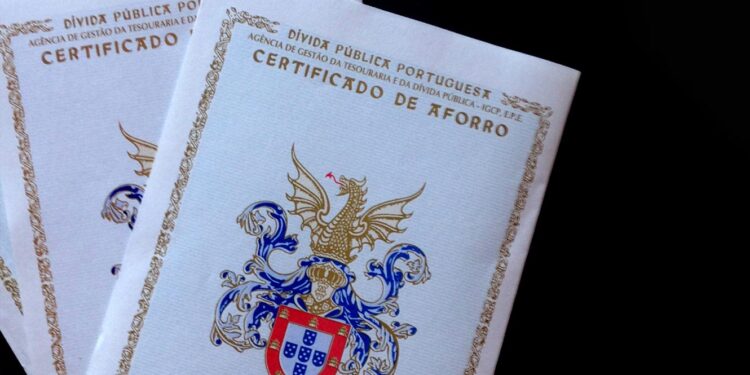 DÍVIDA PÚBLICA PORTUGUESA
AGÊNCIA DE GESTÃO DA TESOURARIA E DA DÍVIDA PÚBLICA - IGCP, E.P.E.
CERTIFICADO DE AFORRO
DÍVIDA PÚBLICA
AGÊNCIA DE GESTÃO DA TESOURARIA E DA
CERTIFICADO